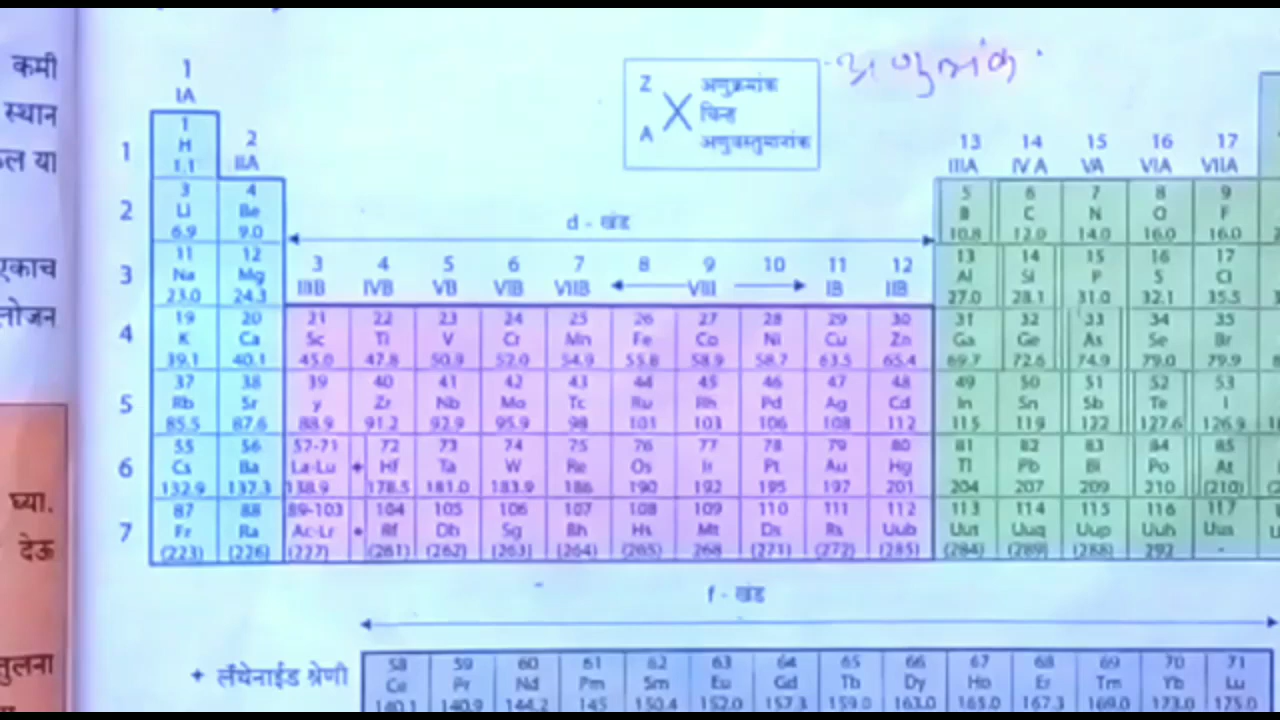 कमी
स्थान
या
एकाच
घ्या.
देऊ
तुलना
1
IA
2
IIA
Z अणुक्रमांक
X चिन्ह
A अणुवस्तुमानांक
अणुअंक
13 14 15 16 17
IIIA IV A VA VIA VIIA
d - खंड
3 4 5 6 7 8 9 10 11 12
IIIB IVB VB VIB VIIB VIII IB IIB
1
1
H
1.1
2
3 4 5 6 7 8 9
Li Be B C N O F
6.9 9.0 10.8 12.0 14.0 16.0 16.0
3
11 12 13 14 15 16 17
Na Mg Al Si P S Cl
23.0 24.3 27.0 28.1 31.0 32.1 35.5
4
19 20 21 22 23 24 25 26 27 28 29 30 31 32 33 34 35
K Ca Sc Ti V Cr Mn Fe Co Ni Cu Zn Ga Ge As Se Br
39.1 40.1 45.0 47.8 50.9 52.0 54.9 55.8 58.9 58.7 63.5 65.4 69.7 72.6 74.9 79.0 79.9
5
37 38 39 40 41 42 43 44 45 46 47 48 49 50 51 52 53
Rb Sr y Zr Nb Mo Tc Ru Rh Pd Ag Cd In Sn Sb Te I
85.5 87.6 88.9 91.2 92.9 95.9 98 101 103 106 108 112 115 119 122 127.6 126.9
6
55 56 57-71 72 73 74 75 76 77 78 79 80 81 82 83 84 85
Cs Ba La-Lu + Hf Ta W Re Os Ir Pt Au Hg Tl Pb Bi Po At
132.9 137.3 138.9 178.5 181.0 183.9 186 190 192 195 197 201 204 207 209 210 (210)
7
87 88 89-103 104 105 106 107 108 109 110 111 112 113 114 115 116 117
Fr Ra Ac-Lr Rf Db Sg Bh Hs Mt Ds Rs Uub Uut Uuq Uup Uuh Uus
(223) (226) (227) (261) (262) (263) (264) (265) 268 (271) (272) (285) (284) (289) (288) 292 -
f - खंड
+ लॅंथेनाईड श्रेणी
58 59 60 61 62 63 64 65 66 67 68 69 70 71
Ce Pr Nd Pm Sm Eu Gd Tb Dy Ho Er Tm Yb Lu
140.1 140.9 144.2 145 150.4 152.0 157.3 159.0 163.0 165.0 167.3 169.0 173.0 175.0